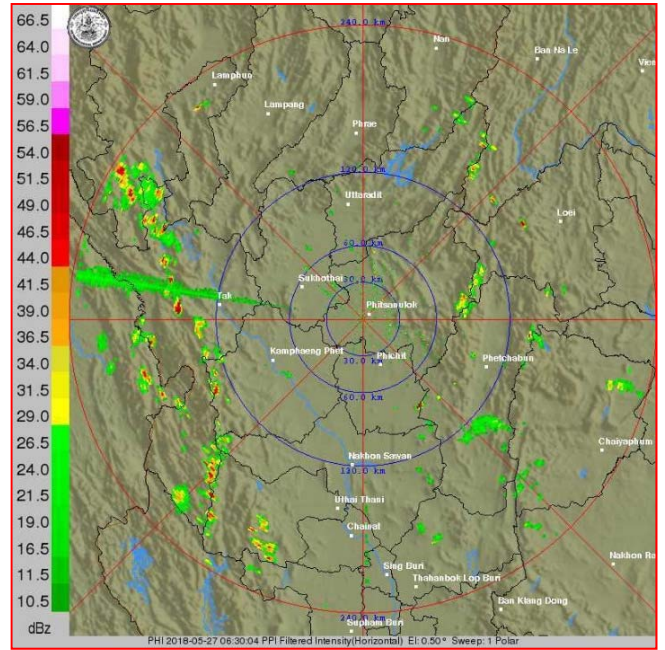 66.5
64.0
61.5
59.0
56.5
54.0
51.5
49.0
46.5
44.0
41.5
39.0
36.5
34.0
31.5
29.0
26.5
24.0
21.5
19.0
16.5
11.5
10.5
dBz
240.0 km
Nan
Ban Na Le
Lamphun
Lampang
Phrae
120.0 km
Uttaradit
Loei
60.0 km
Sukhothai
30.0 km
Tak
Phitsanulok
Kamphaeng Phet
Phichit
30.0 km
Phetchabun
60.0 km
Chaiyaphum
Nakhon Sawan
120.0 km
Uthai Thani
Chainat
Sing Buri
Thahanbok Lop Buri
Ban Klang Dong
240.0 km
Suphan Buri
PHI 2018-05-27 06:30:04 PPI Filtered Intensity(Horizontal) El: 0.50° Sweep: 1 Polar